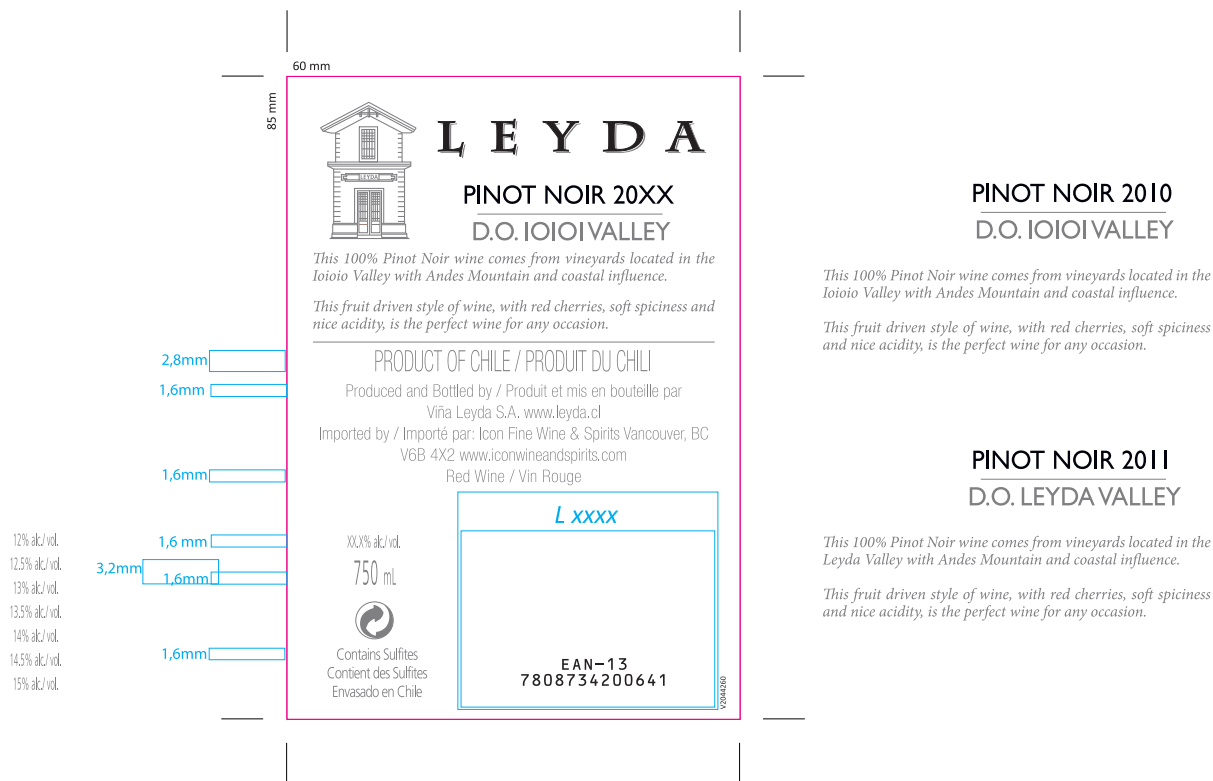 60 mm
85 mm
LEYDA
LEYDA
PINOT NOIR 20XX
D.O. IOIOI VALLEY
This 100% Pinot Noir wine comes from vineyards located in the
Ioioio Valley with Andes Mountain and coastal influence.
This fruit driven style of wine, with red cherries, soft spiciness and
nice acidity, is the perfect wine for any occasion.
PRODUCT OF CHILE / PRODUIT DU CHILI
Produced and Bottled by / Produit et mis en bouteille par
Viña Leyda S.A. www.leyda.cl
Imported by / Importé par: Icon Fine Wine & Spirits Vancouver, BC
V6B 4X2 www.iconwineandspirits.com
Red Wine / Vin Rouge
L xxxx
XX.X% alc./ vol.
750 mL
Contains Sulfites
Contient des Sulfites
Envasado en Chile
EAN-13
7808734200641
V2044260
2,8mm
1,6mm
1,6mm
1,6 mm
3,2mm
1,6mm
1,6mm
12% alc./ vol.
12.5% alc./ vol.
13% alc./ vol.
13.5% alc./ vol.
14% alc./ vol.
14.5% alc./ vol.
15% alc./ vol.
PINOT NOIR 2010
D.O. IOIOI VALLEY
This 100% Pinot Noir wine comes from vineyards located in the
Ioioio Valley with Andes Mountain and coastal influence.
This fruit driven style of wine, with red cherries, soft spiciness
and nice acidity, is the perfect wine for any occasion.
PINOT NOIR 2011
D.O. LEYDA VALLEY
This 100% Pinot Noir wine comes from vineyards located in the
Leyda Valley with Andes Mountain and coastal influence.
This fruit driven style of wine, with red cherries, soft spiciness
and nice acidity, is the perfect wine for any occasion.